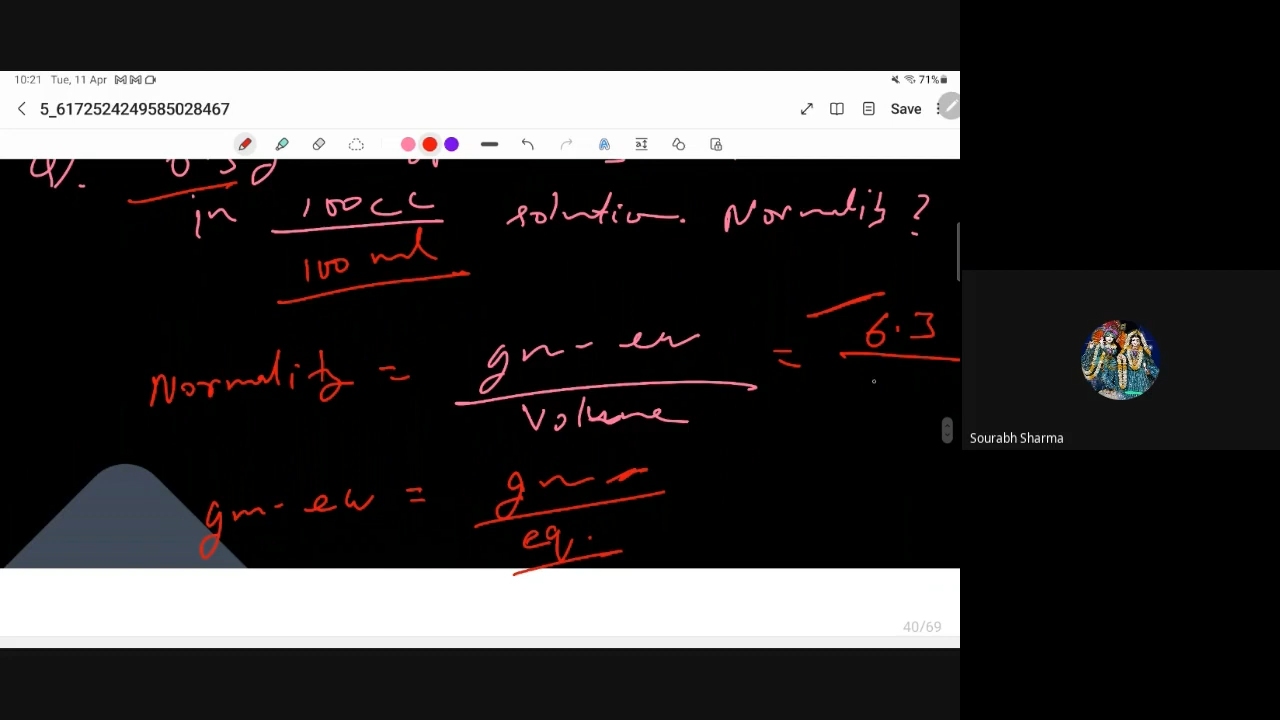 10:21 Tue, 11 Apr
71%
5_6172524249585028467
Save
Q.
in 100cc solution. Normality?
100 ml
Normality = gm-ew / Volume = 6.3
gm-ew = gm / eq.
40/69
Sourabh Sharma